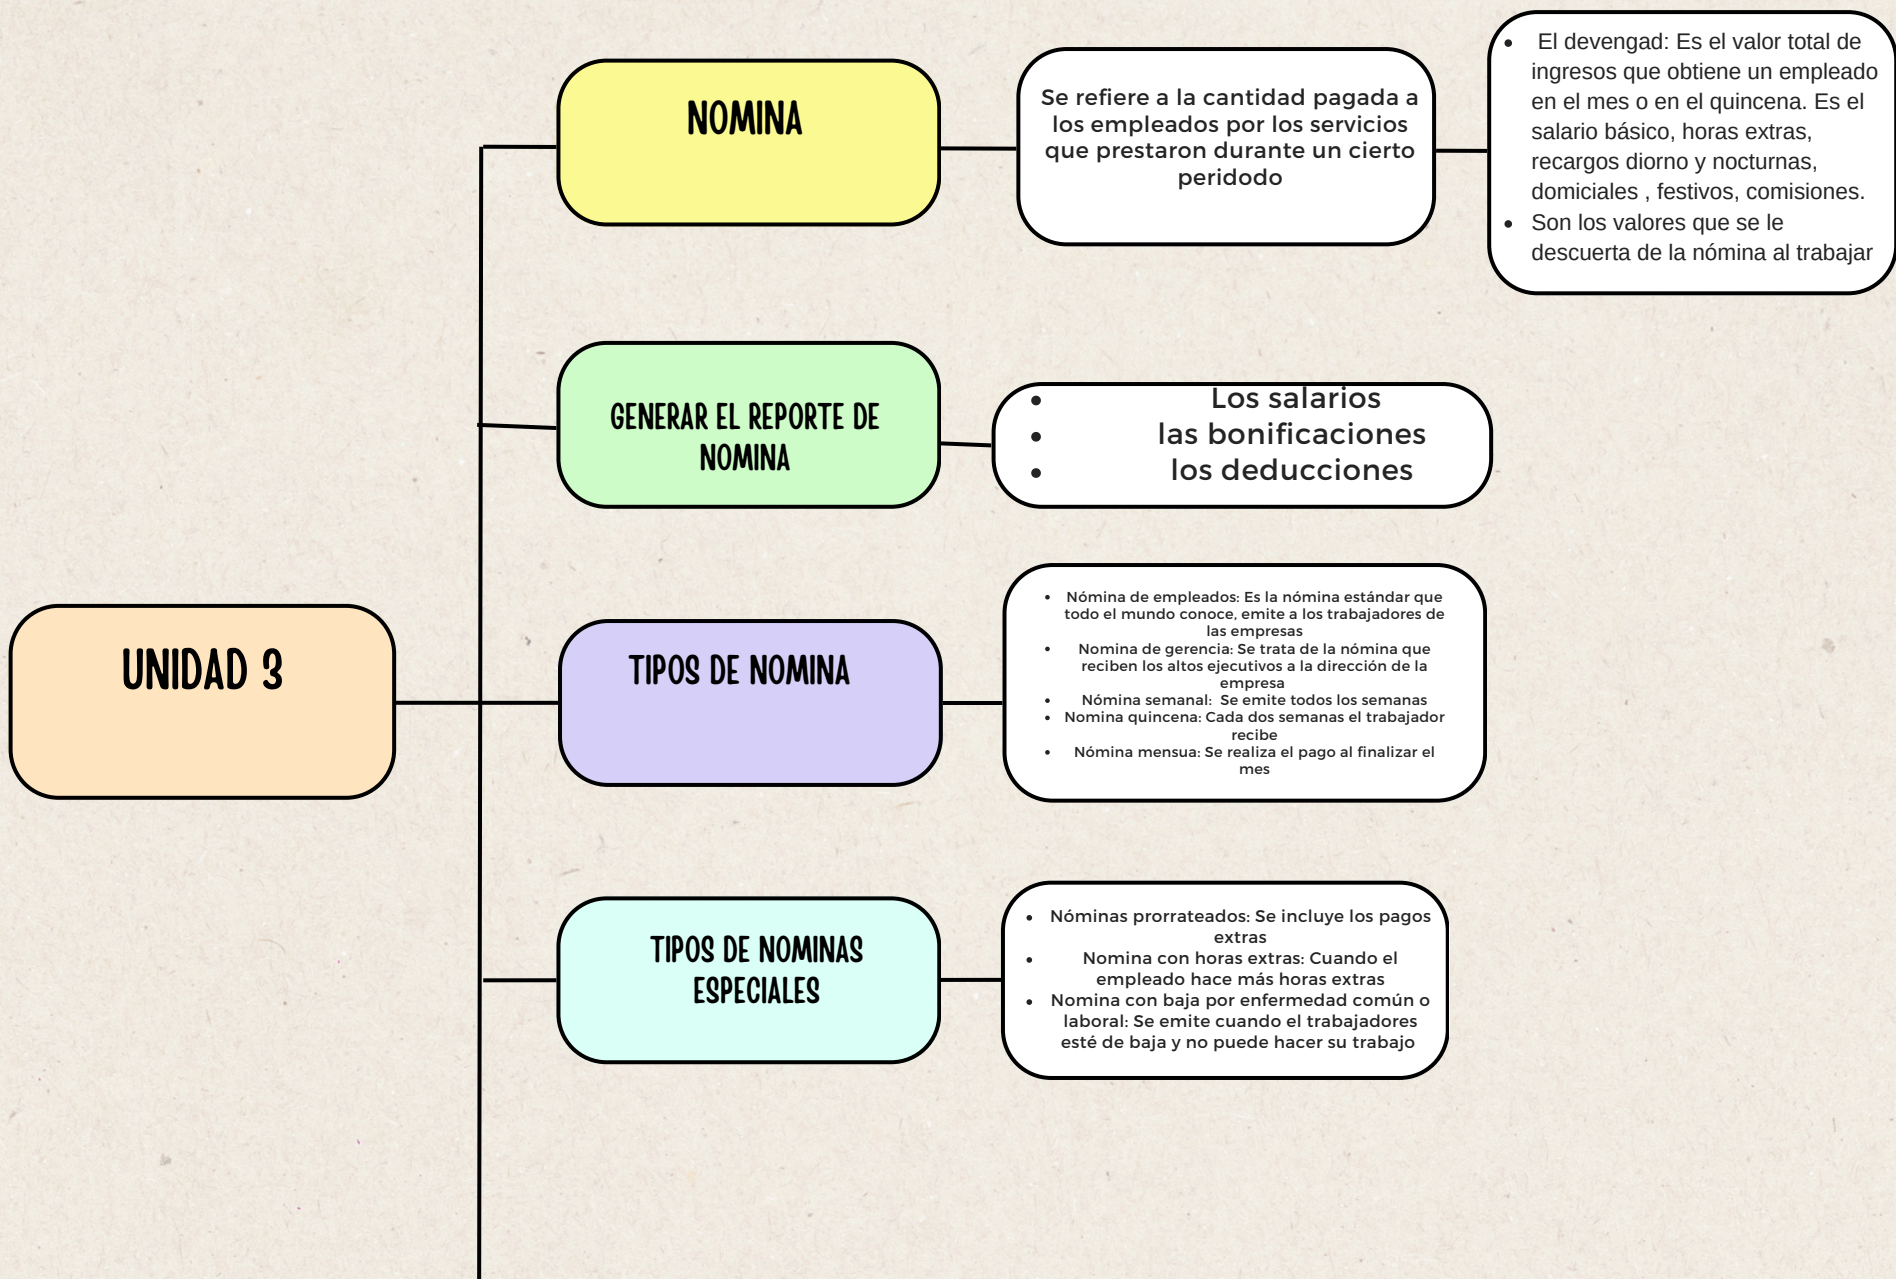 UNIDAD 3
NOMINA
Se refiere a la cantidad pagada a
los empleados por los servicios
que prestaron durante un cierto
peridodo
• El devengad: Es el valor total de
ingresos que obtiene un empleado
en el mes o en el quincena. Es el
salario básico, horas extras,
recargos diorno y nocturnas,
domiciales , festivos, comisiones.
• Son los valores que se le
descuerta de la nómina al trabajar
GENERAR EL REPORTE DE
NOMINA
• Los salarios
• las bonificaciones
• los deducciones
TIPOS DE NOMINA
• Nómina de empleados: Es la nómina estándar que
todo el mundo conoce, emite a los trabajadores de
las empresas
• Nomina de gerencia: Se trata de la nómina que
reciben los altos ejecutivos a la dirección de la
empresa
• Nómina semanal: Se emite todos los semanas
• Nomina quincena: Cada dos semanas el trabajador
recibe
• Nómina mensua: Se realiza el pago al finalizar el
mes
TIPOS DE NOMINAS
ESPECIALES
• Nóminas prorrateados: Se incluye los pagos
extras
• Nomina con horas extras: Cuando el
empleado hace más horas extras
• Nomina con baja por enfermedad común o
laboral: Se emite cuando el trabajadores
esté de baja y no puede hacer su trabajo